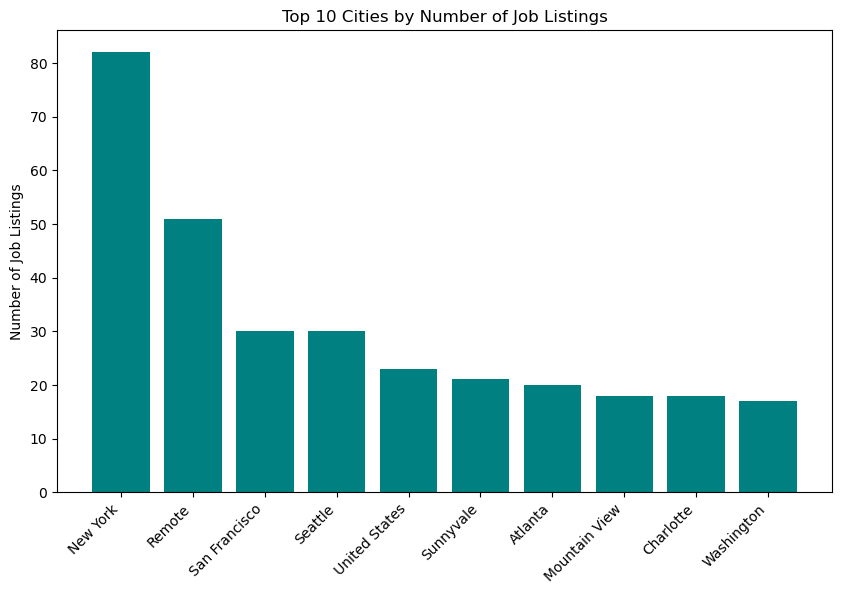 Top 10 Cities by Number of Job Listings
Number of Job Listings
80
70
60
50
40
30
20
10
0
New York
Remote
San Francisco
Seattle
United States
Sunnyvale
Atlanta
Mountain View
Charlotte
Washington